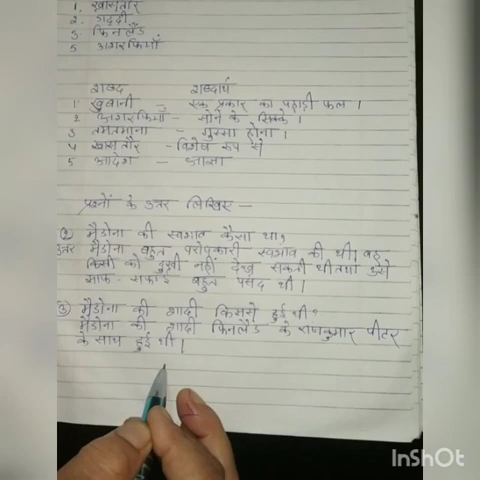 1. खासतौर
2. गद्दी
3 फिनलैंड
5 अशरफियाँ
शब्द शब्दार्थ
1 खुबानी - एक प्रकार का पहाड़ी फल ।
2 अशरफियाँ - सोने के सिक्के ।
3 तमतमाना - गुस्सा होना ।
4 खासतौर - विशेष रूप से
5 आदेश - आज्ञा
प्रश्नों के उत्तर लिखिए -
② मैडोना की स्वभाव कैसा था,
उत्तर मैडोना बहुत परोपकारी स्वभाव की थी। वह
किसी को दुखी नहीं देख सकती थी तथा उसे
साफ - सफाई बहुत पसंद थी ।
③ मैडोना की शादी किससे हुई थी?
मैडोना की शादी फिनलैंड के राजकुमार पीटर
के साथ हुई थी ।
InShOt